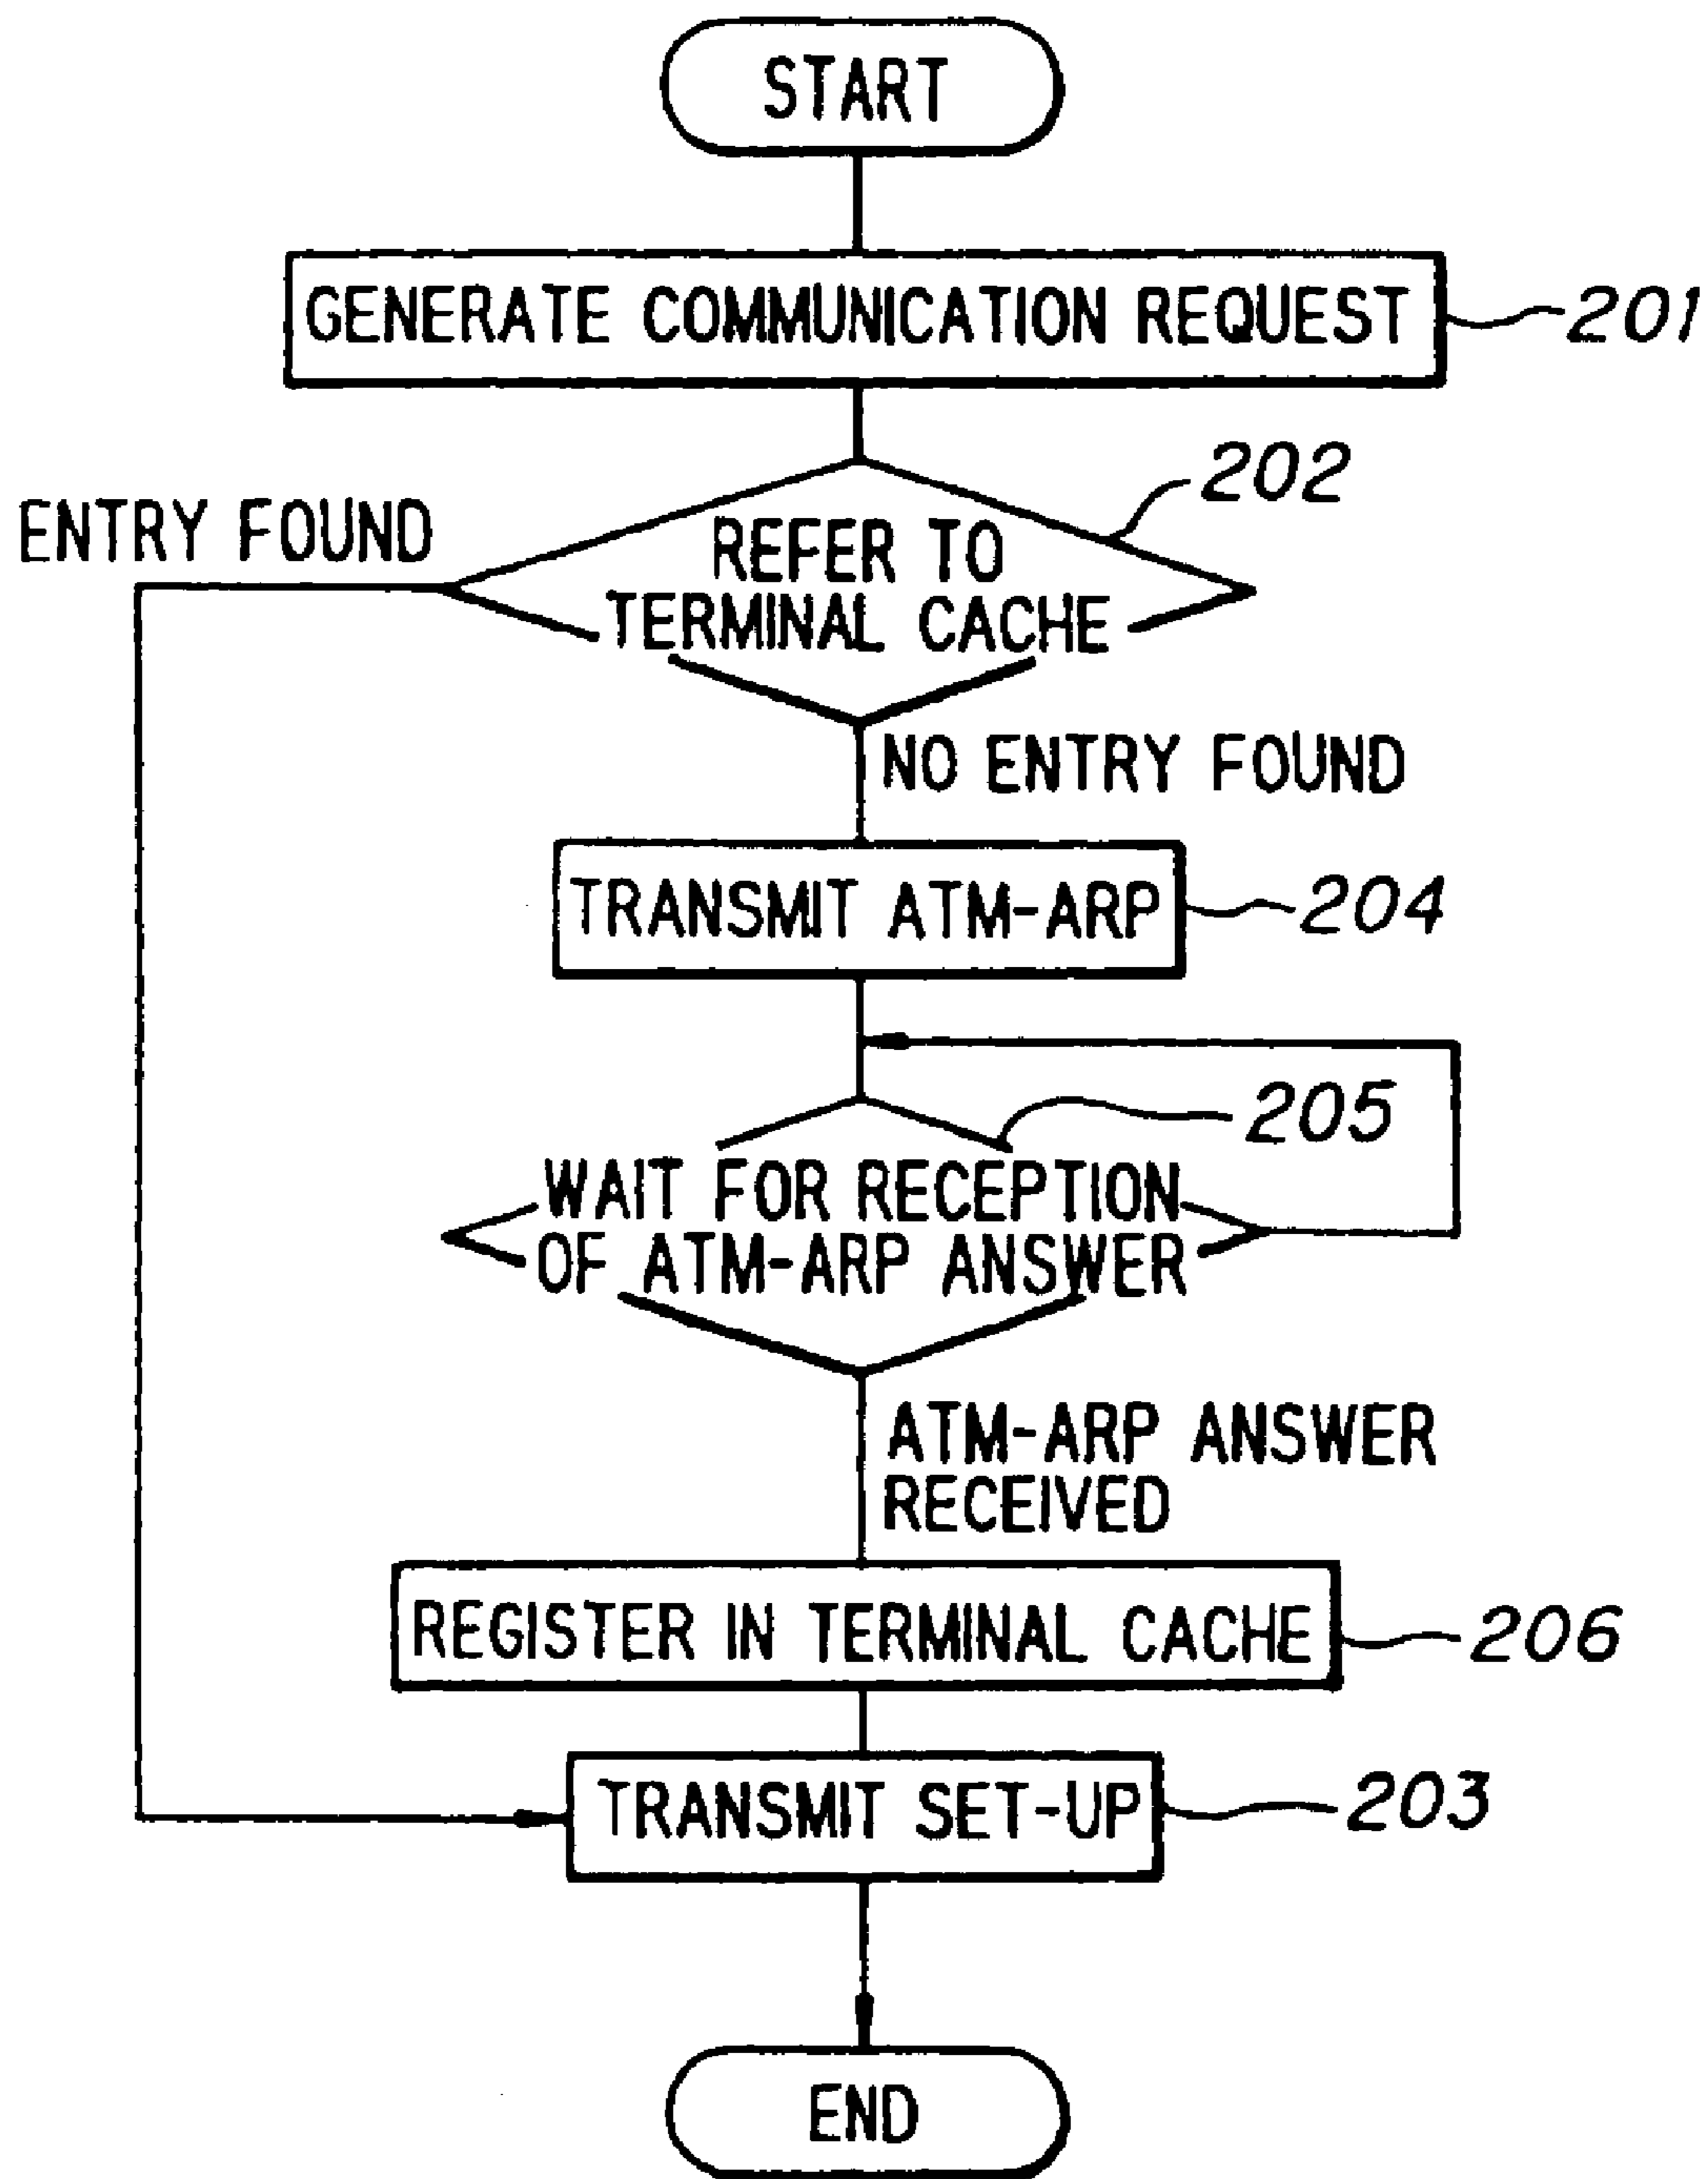 START
GENERATE COMMUNICATION REQUEST
201
202
ENTRY FOUND
REFER TO
TERMINAL CACHE
NO ENTRY FOUND
TRANSMIT ATM-ARP
204
205
WAIT FOR RECEPTION
OF ATM-ARP ANSWER
ATM-ARP ANSWER
RECEIVED
REGISTER IN TERMINAL CACHE
206
TRANSMIT SET-UP
203
END